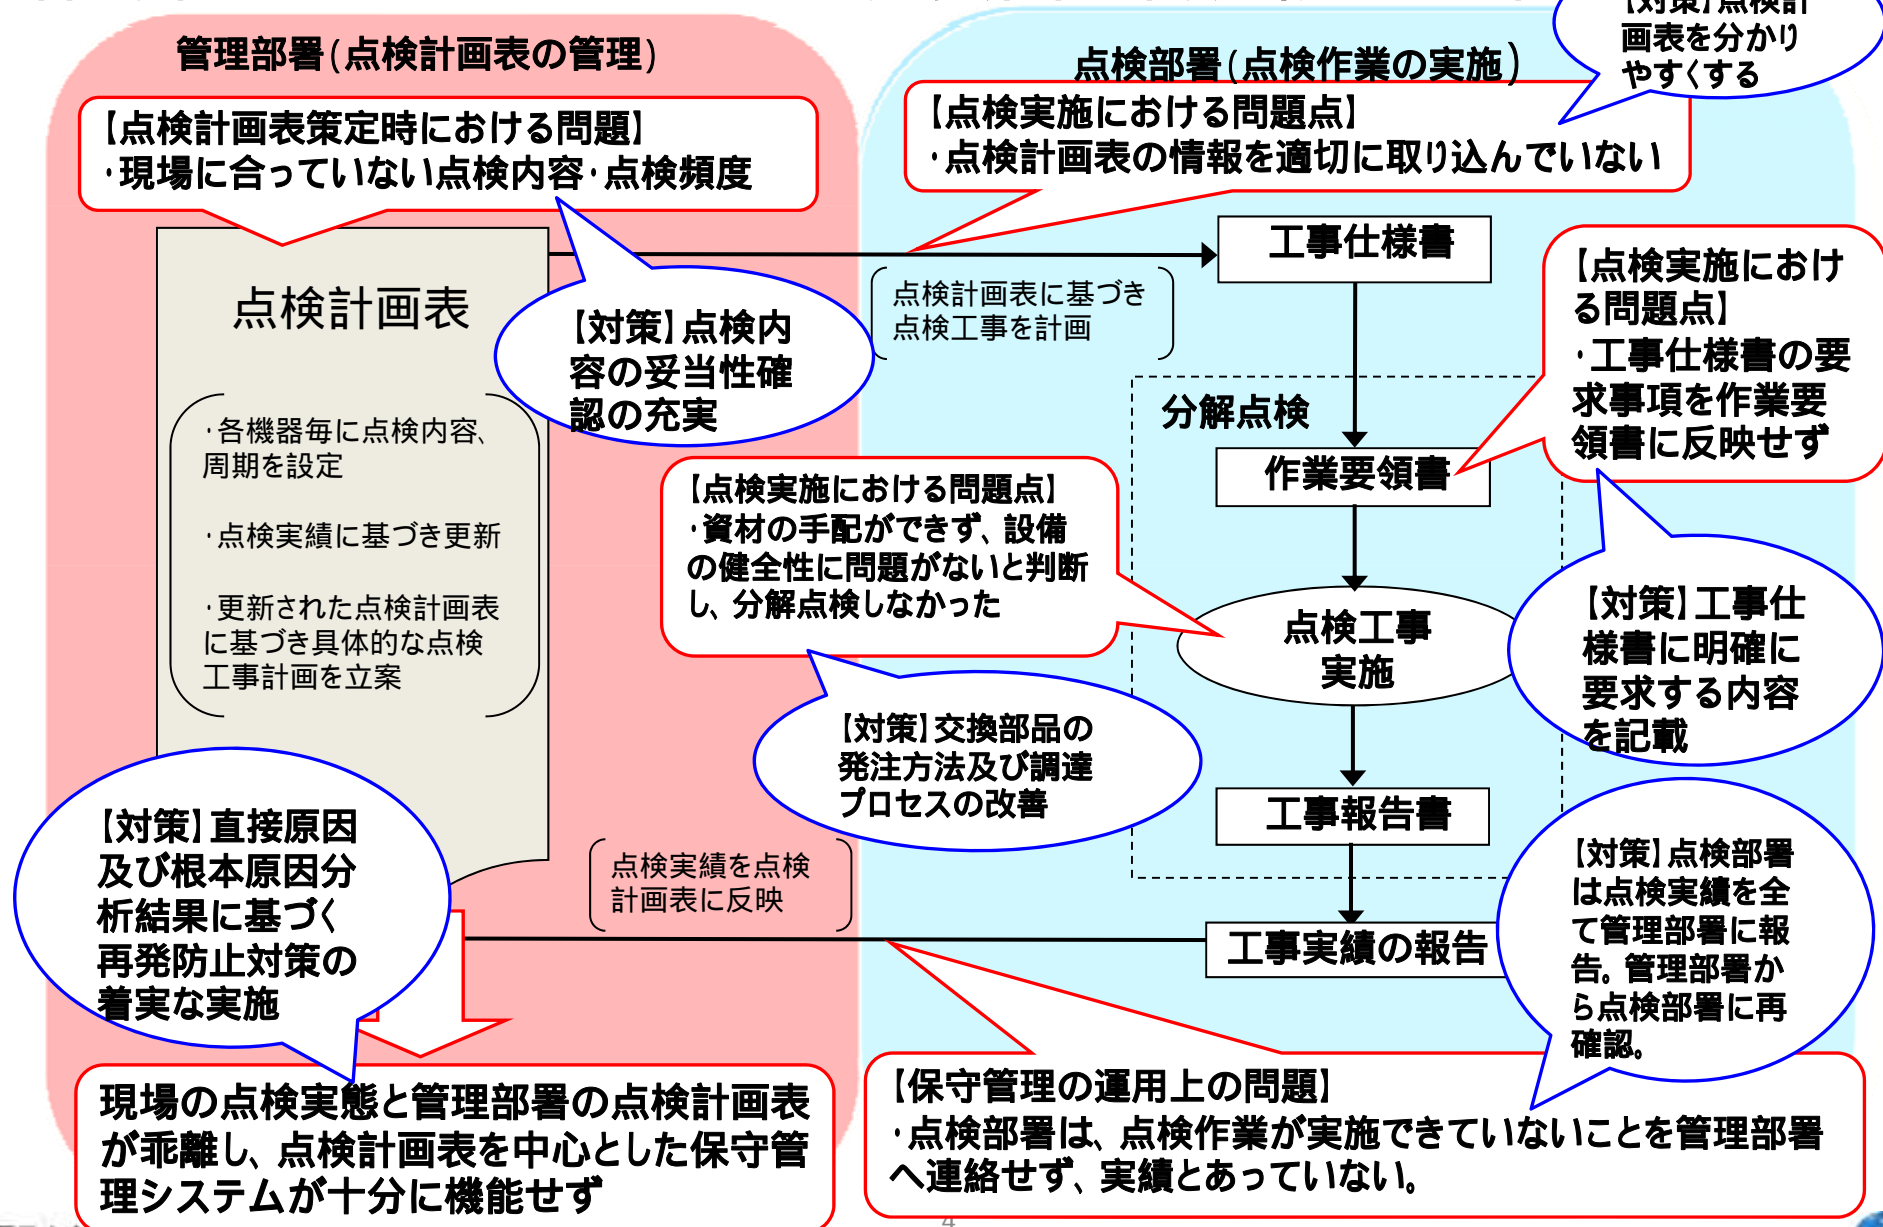 管理部署(点検計画表の管理)
【点検計画表策定時における問題】
・現場に合っていない点検内容・点検頻度
点検計画表
・各機器毎に点検内容、
周期を設定
・点検実績に基づき更新
・更新された点検計画表
に基づき具体的な点検
工事計画を立案
【対策】点検内
容の妥当性確
認の充実
【対策】直接原因
及び根本原因分
析結果に基づく
再発防止対策の
着実な実施
現場の点検実態と管理部署の点検計画表
が乖離し、点検計画表を中心とした保守管
理システムが十分に機能せず
点検部署(点検作業の実施)
【対策】点検計
画表を分かり
やすくする
【点検実施における問題点】
・点検計画表の情報を適切に取り込んでいない
点検計画表に基づき
点検工事を計画
工事仕様書
【点検実施におけ
る問題点】
・工事仕様書の要
求事項を作業要
領書に反映せず
分解点検
作業要領書
【点検実施における問題点】
・資材の手配ができず、設備
の健全性に問題がないと判断
し、分解点検しなかった
点検工事
実施
【対策】工事仕
様書に明確に
要求する内容
を記載
【対策】交換部品の
発注方法及び調達
プロセスの改善
工事報告書
点検実績を点検
計画表に反映
工事実績の報告
【対策】点検部署
は点検実績を全
て管理部署に報
告。管理部署か
ら点検部署に再
確認。
【保守管理の運用上の問題】
・点検部署は、点検作業が実施できていないことを管理部署
へ連絡せず、実績とあっていない。
4